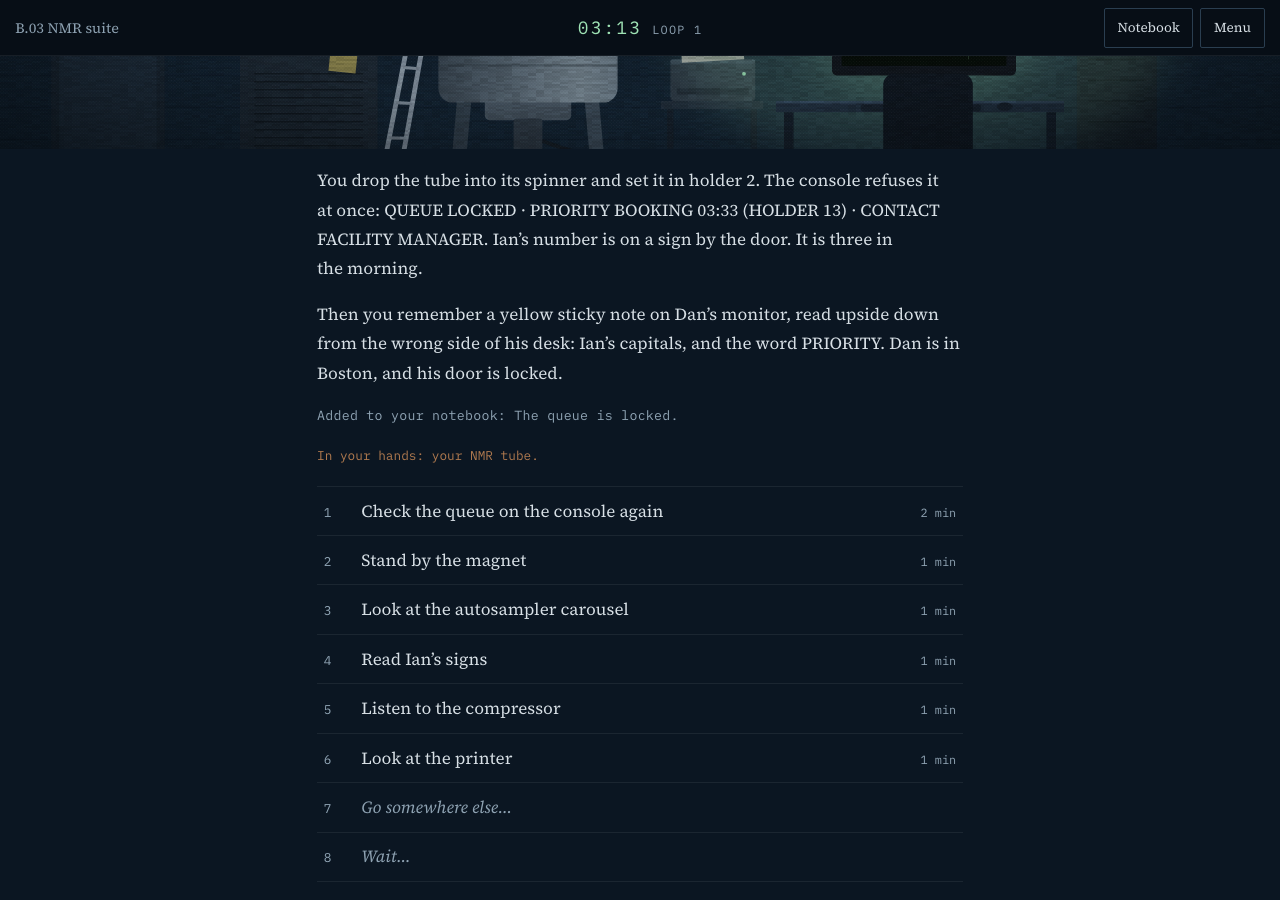 B.03 NMR suite
03:13 LOOP 1
Notebook
Menu
You drop the tube into its spinner and set it in holder 2. The console refuses it
at once: QUEUE LOCKED · PRIORITY BOOKING 03:33 (HOLDER 13) · CONTACT
FACILITY MANAGER. Ian’s number is on a sign by the door. It is three in
the morning.
Then you remember a yellow sticky note on Dan’s monitor, read upside down
from the wrong side of his desk: Ian’s capitals, and the word PRIORITY. Dan is in
Boston, and his door is locked.
Added to your notebook: The queue is locked.
In your hands: your NMR tube.
1 Check the queue on the console again 2 min
2 Stand by the magnet 1 min
3 Look at the autosampler carousel 1 min
4 Read Ian’s signs 1 min
5 Listen to the compressor 1 min
6 Look at the printer 1 min
7 Go somewhere else…
8 Wait…